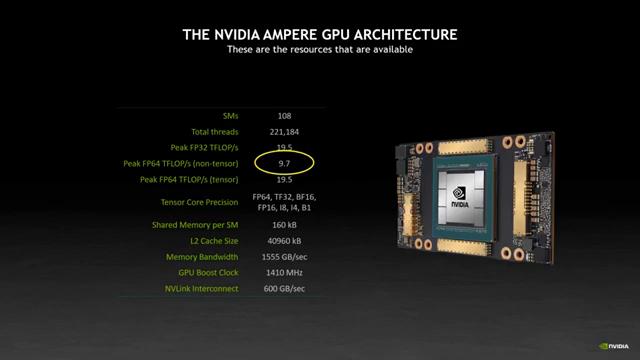 THE NVIDIA AMPERE GPU ARCHITECTURE
These are the resources that are available
SMs 108
Total threads 221,184
Peak FP32 TFLOP/s 19.5
Peak FP64 TFLOP/s (non-tensor) 9.7
Peak FP64 TFLOP/s (tensor) 19.5
Tensor Core Precision FP64, TF32, BF16,
FP16, I8, I4, B1
Shared Memory per SM 160 kB
L2 Cache Size 40960 kB
Memory Bandwidth 1555 GB/sec
GPU Boost Clock 1410 MHz
NVLink Interconnect 600 GB/sec
NVIDIA
NVIDIA